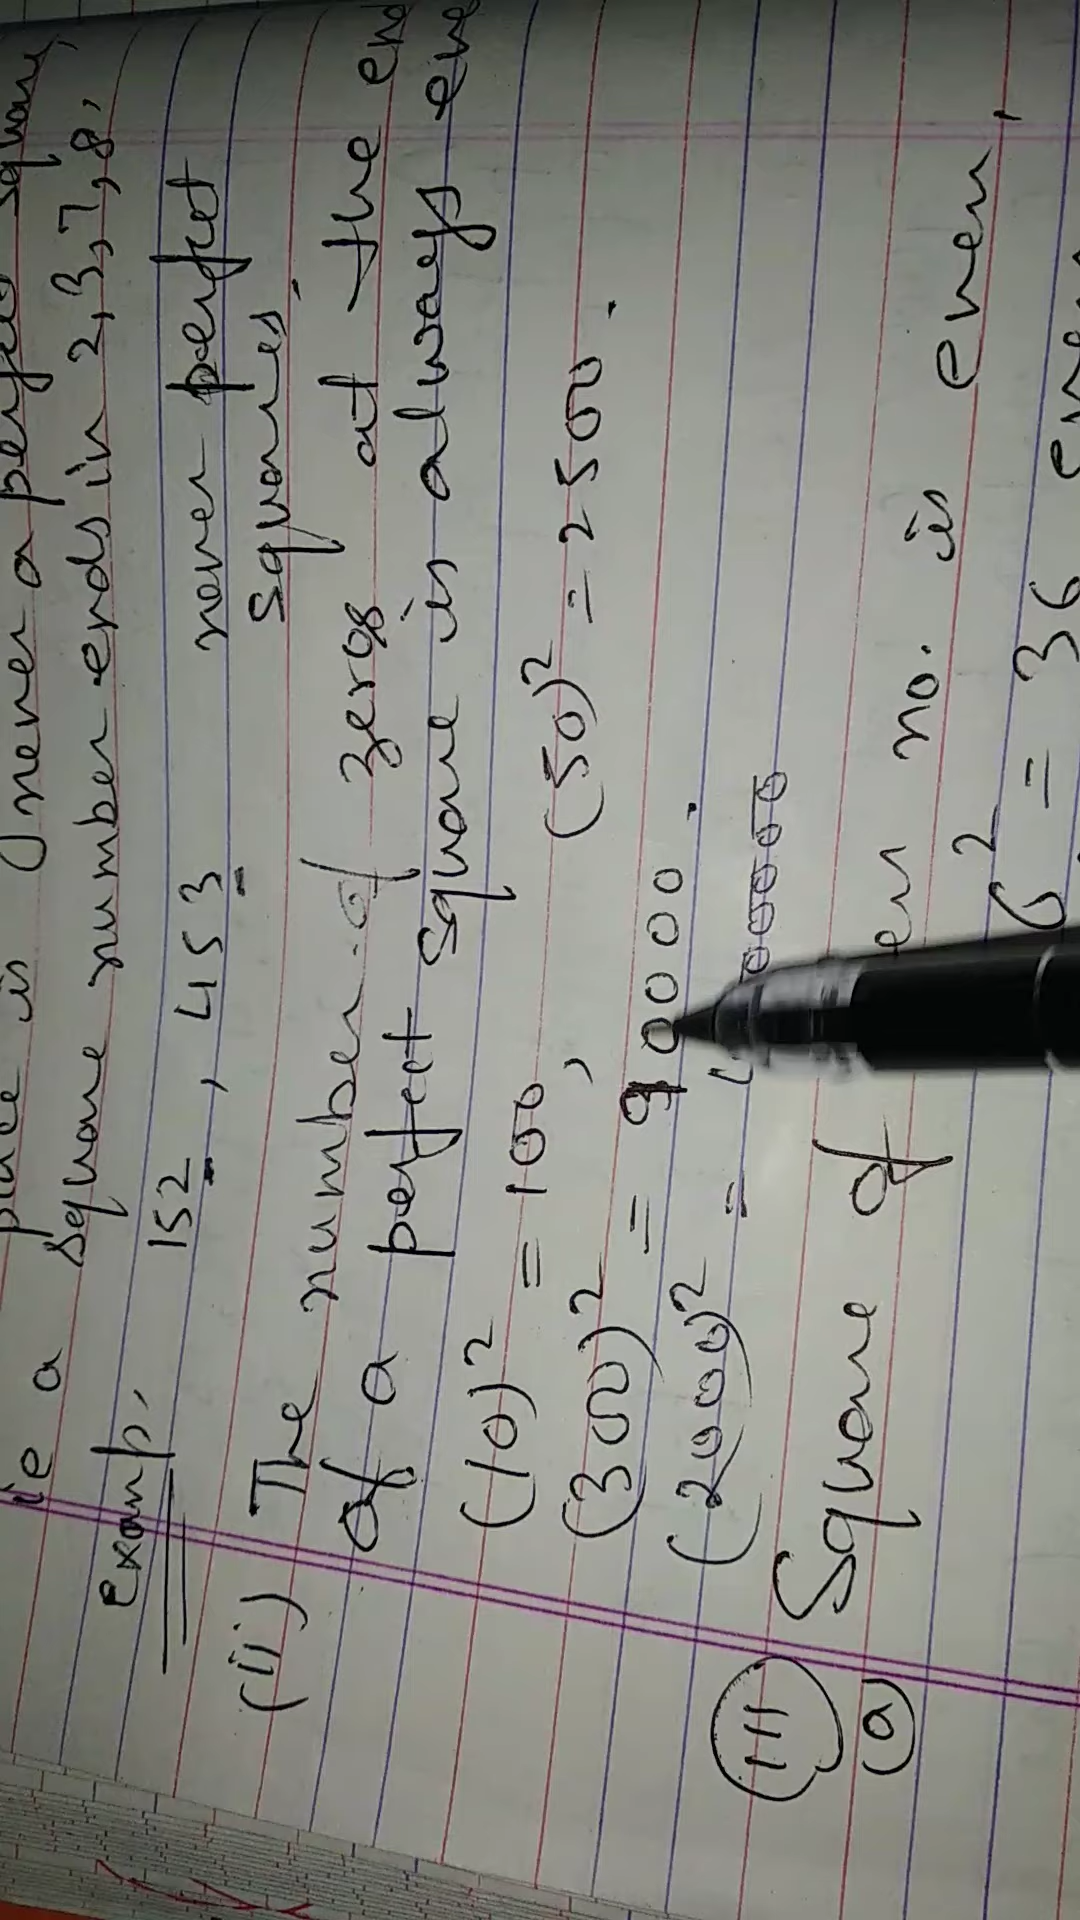 place is never a perfect square,
ie a square number ends in 2,3,7,8,
examp. 152, 453 never perfect
squares.
(ii) The number of zeros at the end
of a perfect square is always eve
(10)² = 100, (50)² = 2500.
(300)² = 90000.
(2000)² = 000000
(iii) Square of no. is even,
(a) 6² = 36